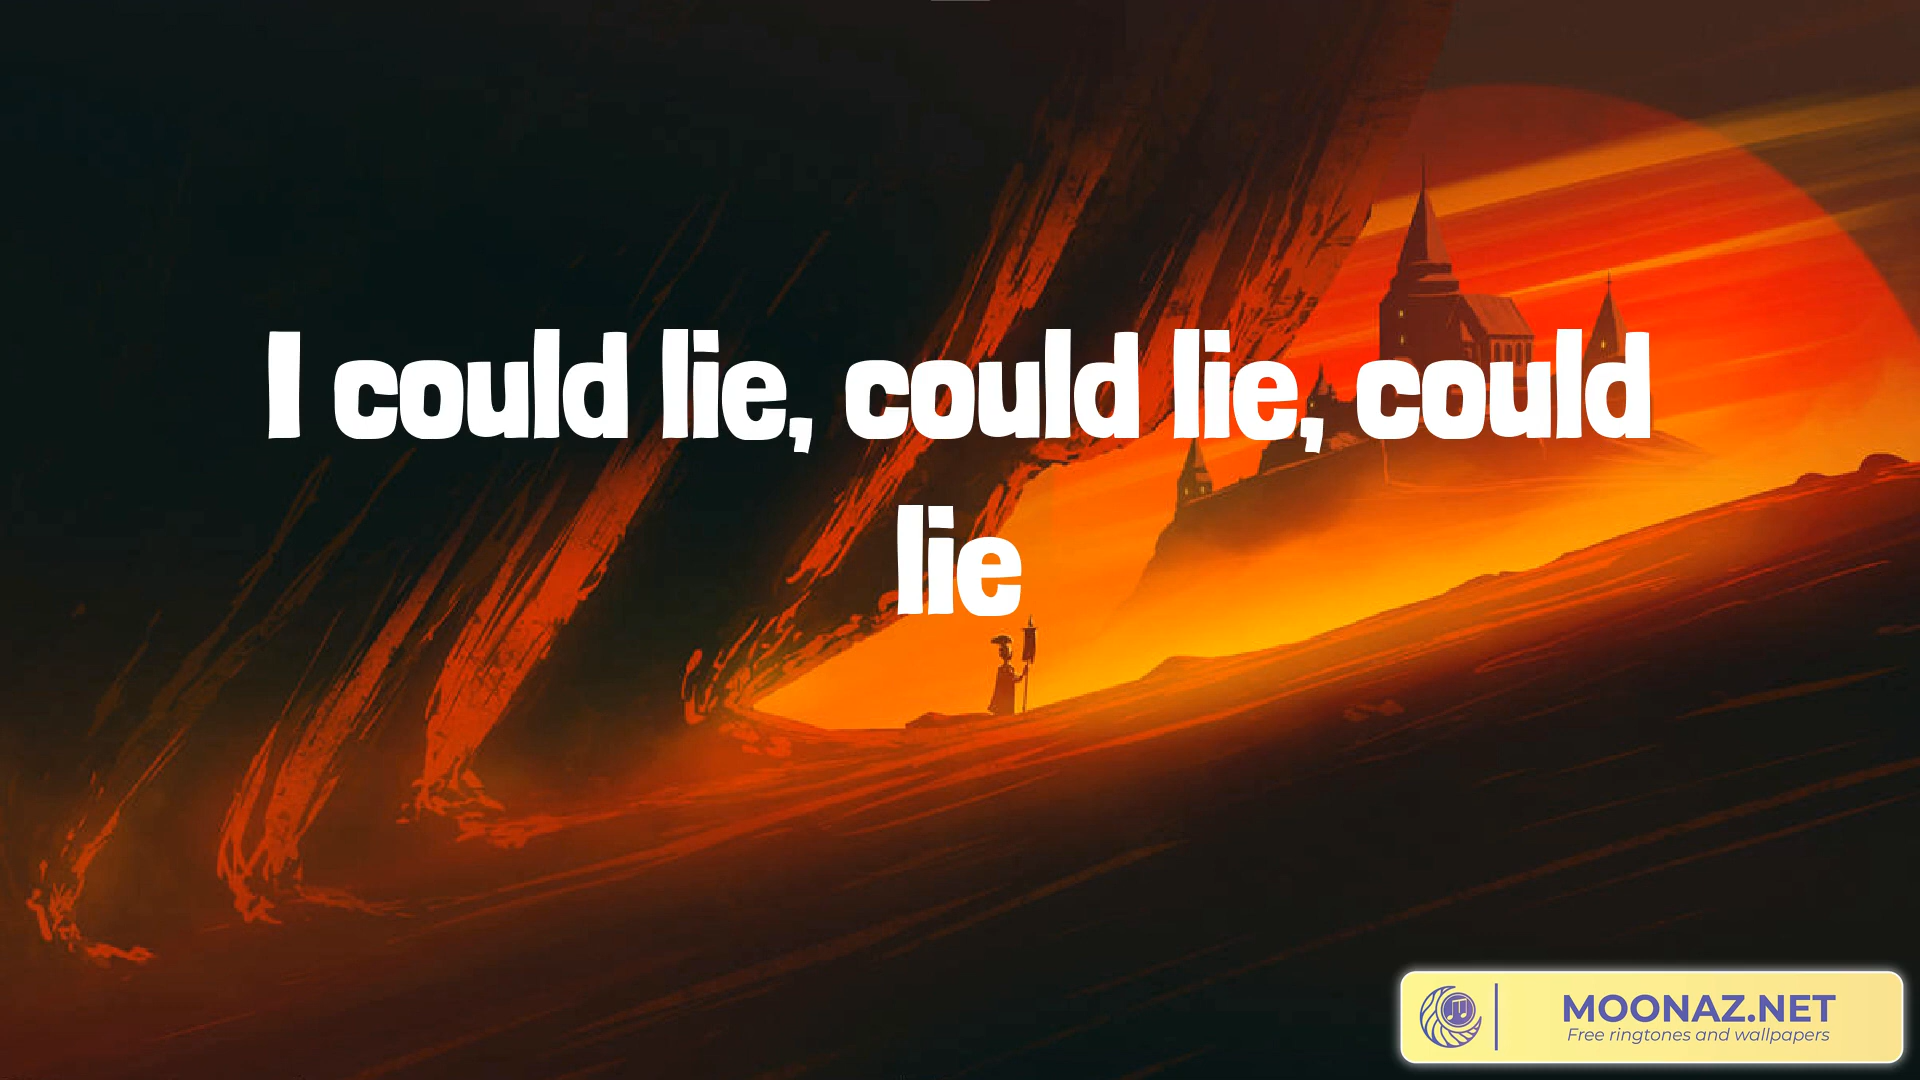 I could lie, could lie, could
lie
MOONAZ.NET
Free ringtones and wallpapers